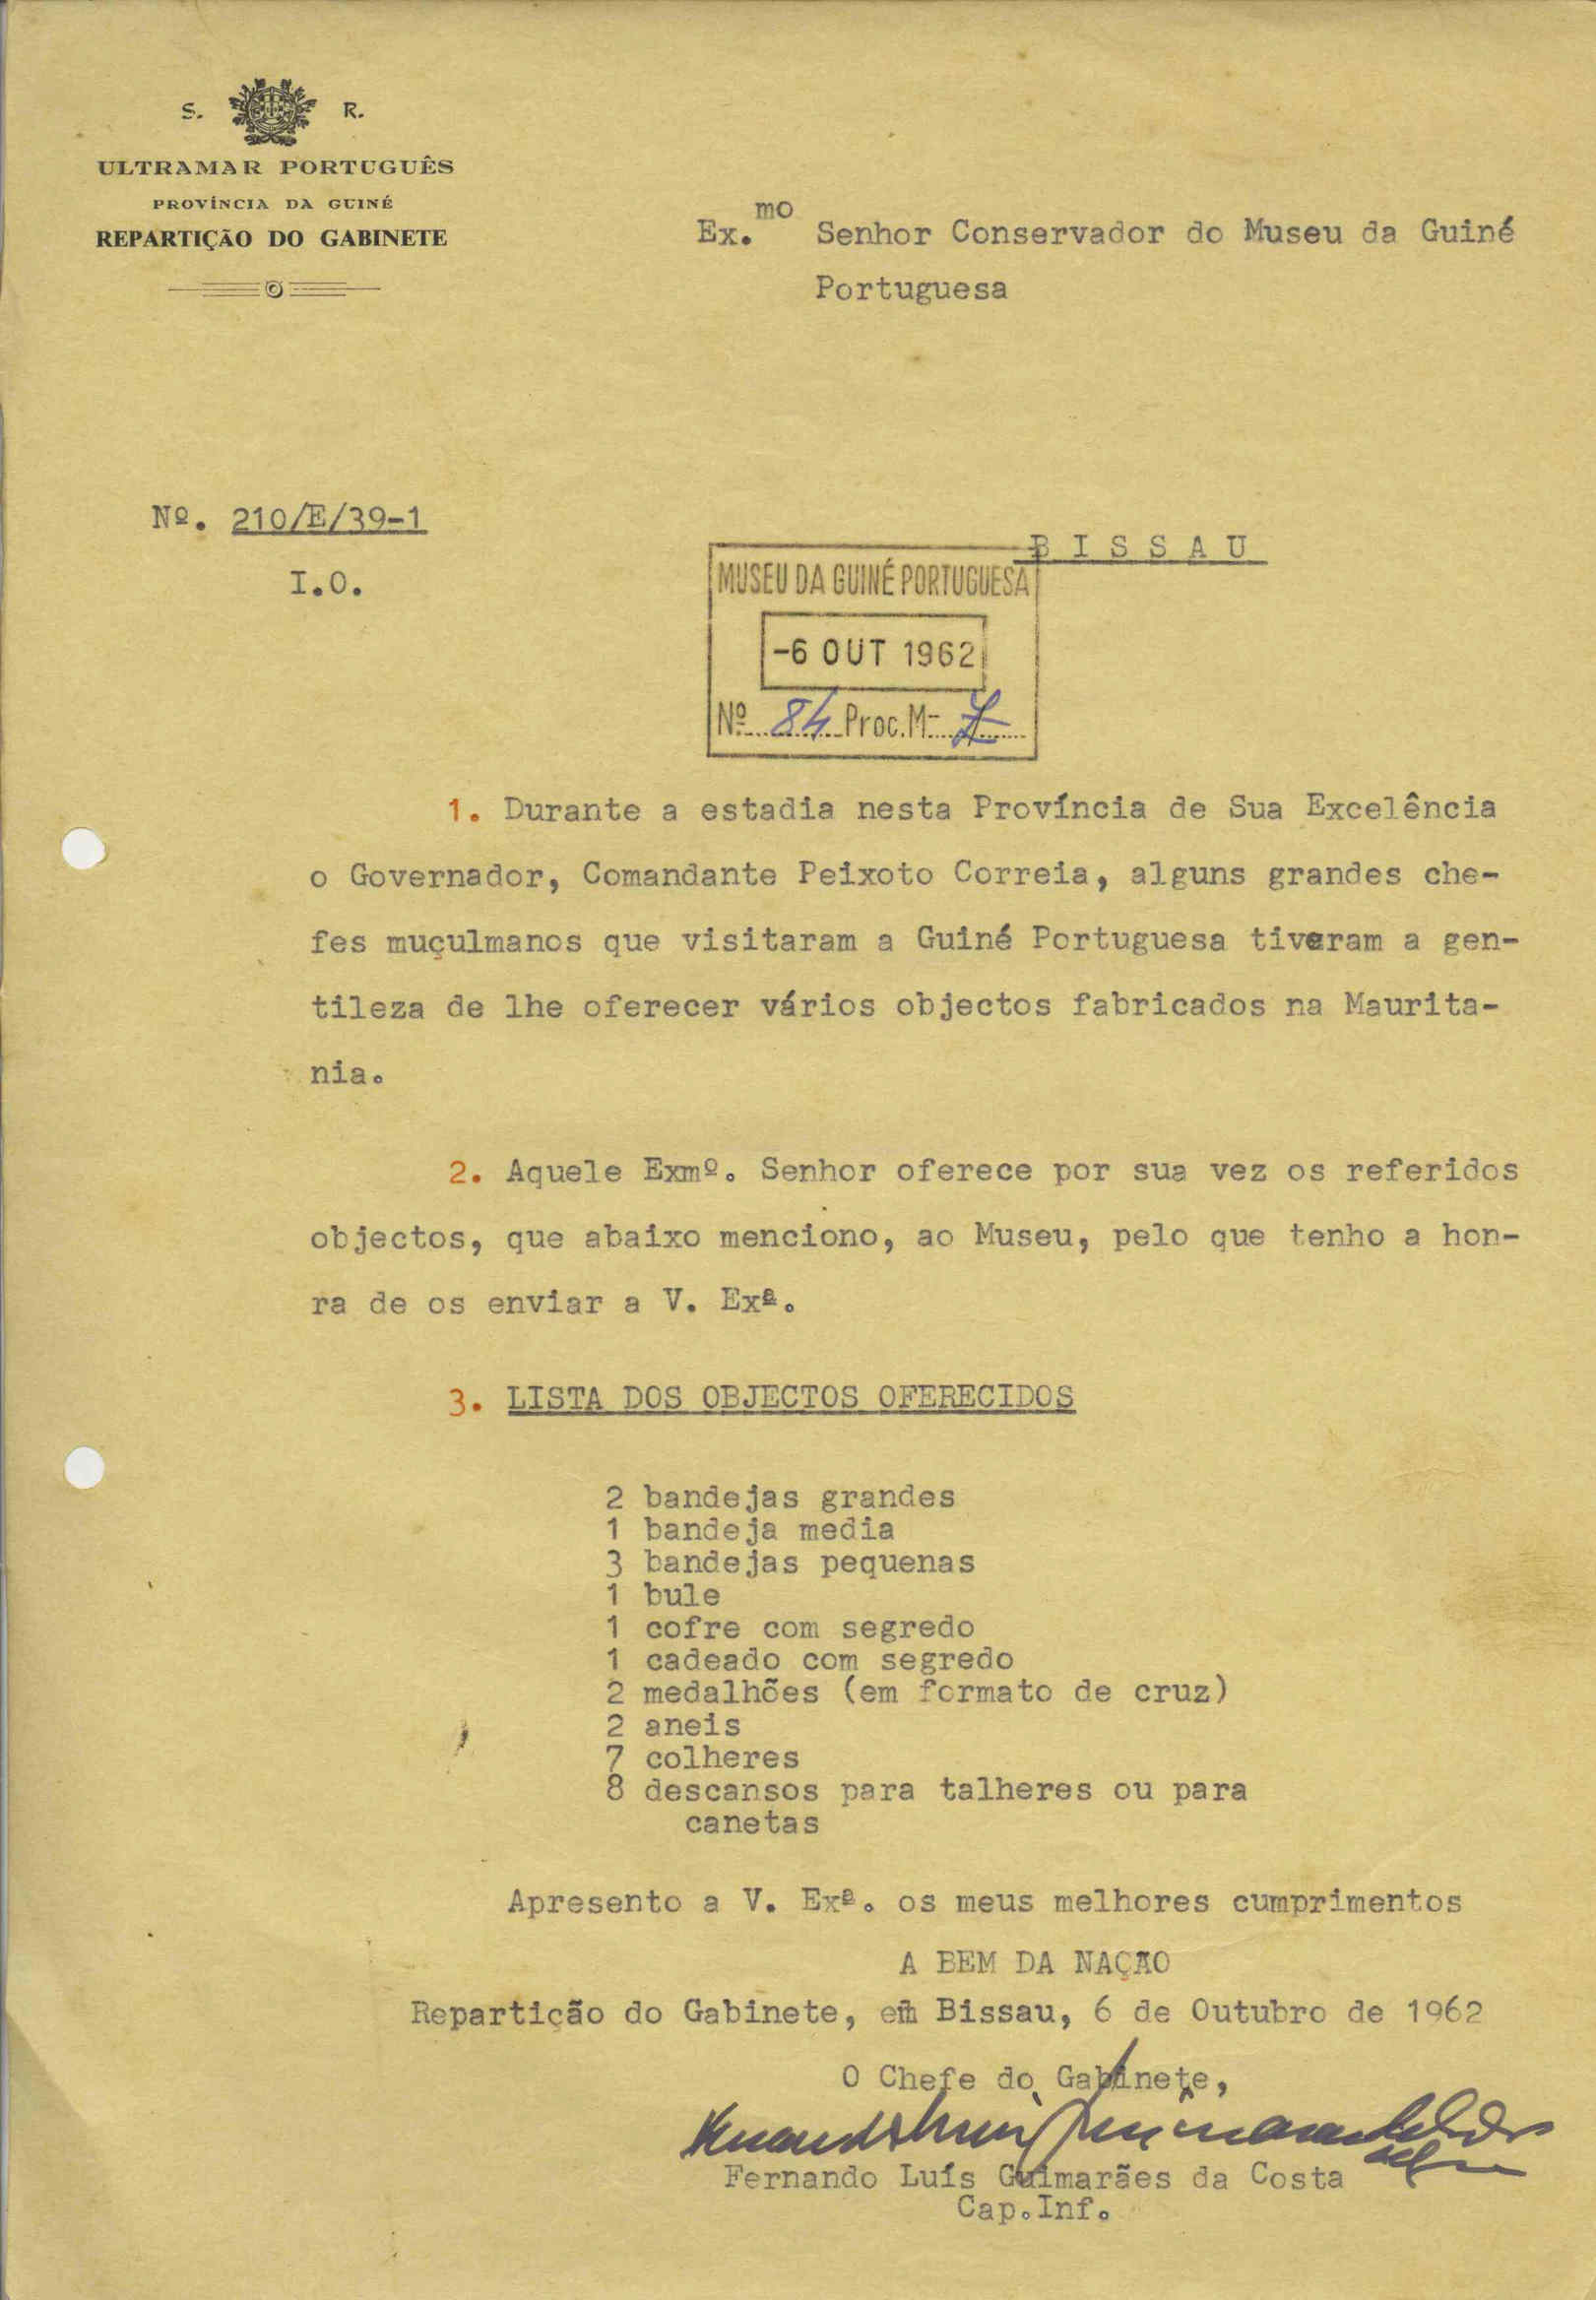 S. R.
ULTRAMAR PORTUGUÊS
PROVÍNCIA DA GUINÉ
REPARTIÇÃO DO GABINETE
Ex.mo Senhor Conservador do Museu da Guiné
Portuguesa
Nº. 210/E/39-1
I.O.
BISSAU
MUSEU DA GUINÉ PORTUGUESA
-6 OUT 1962
Nº 84 Proc. M- 7
1. Durante a estadia nesta Província de Sua Excelência
o Governador, Comandante Peixoto Correia, alguns grandes che-
fes muçulmanos que visitaram a Guiné Portuguesa tiveram a gen-
tileza de lhe oferecer vários objectos fabricados na Maurita-
nia.
2. Aquele Exmº. Senhor oferece por sua vez os referidos
objectos, que abaixo menciono, ao Museu, pelo que tenho a hon-
ra de os enviar a V. Exª.
3. LISTA DOS OBJECTOS OFERECIDOS
2 bandejas grandes
1 bandeja media
3 bandejas pequenas
1 bule
1 cofre com segredo
1 cadeado com segredo
2 medalhões (em formato de cruz)
2 aneis
7 colheres
8 descansos para talheres ou para
canetas
Apresento a V. Exª. os meus melhores cumprimentos
A BEM DA NAÇÃO
Repartição do Gabinete, em Bissau, 6 de Outubro de 1962
O Chefe do Gabinete,
Fernando Luís Guimarães da Costa
Cap.Inf.